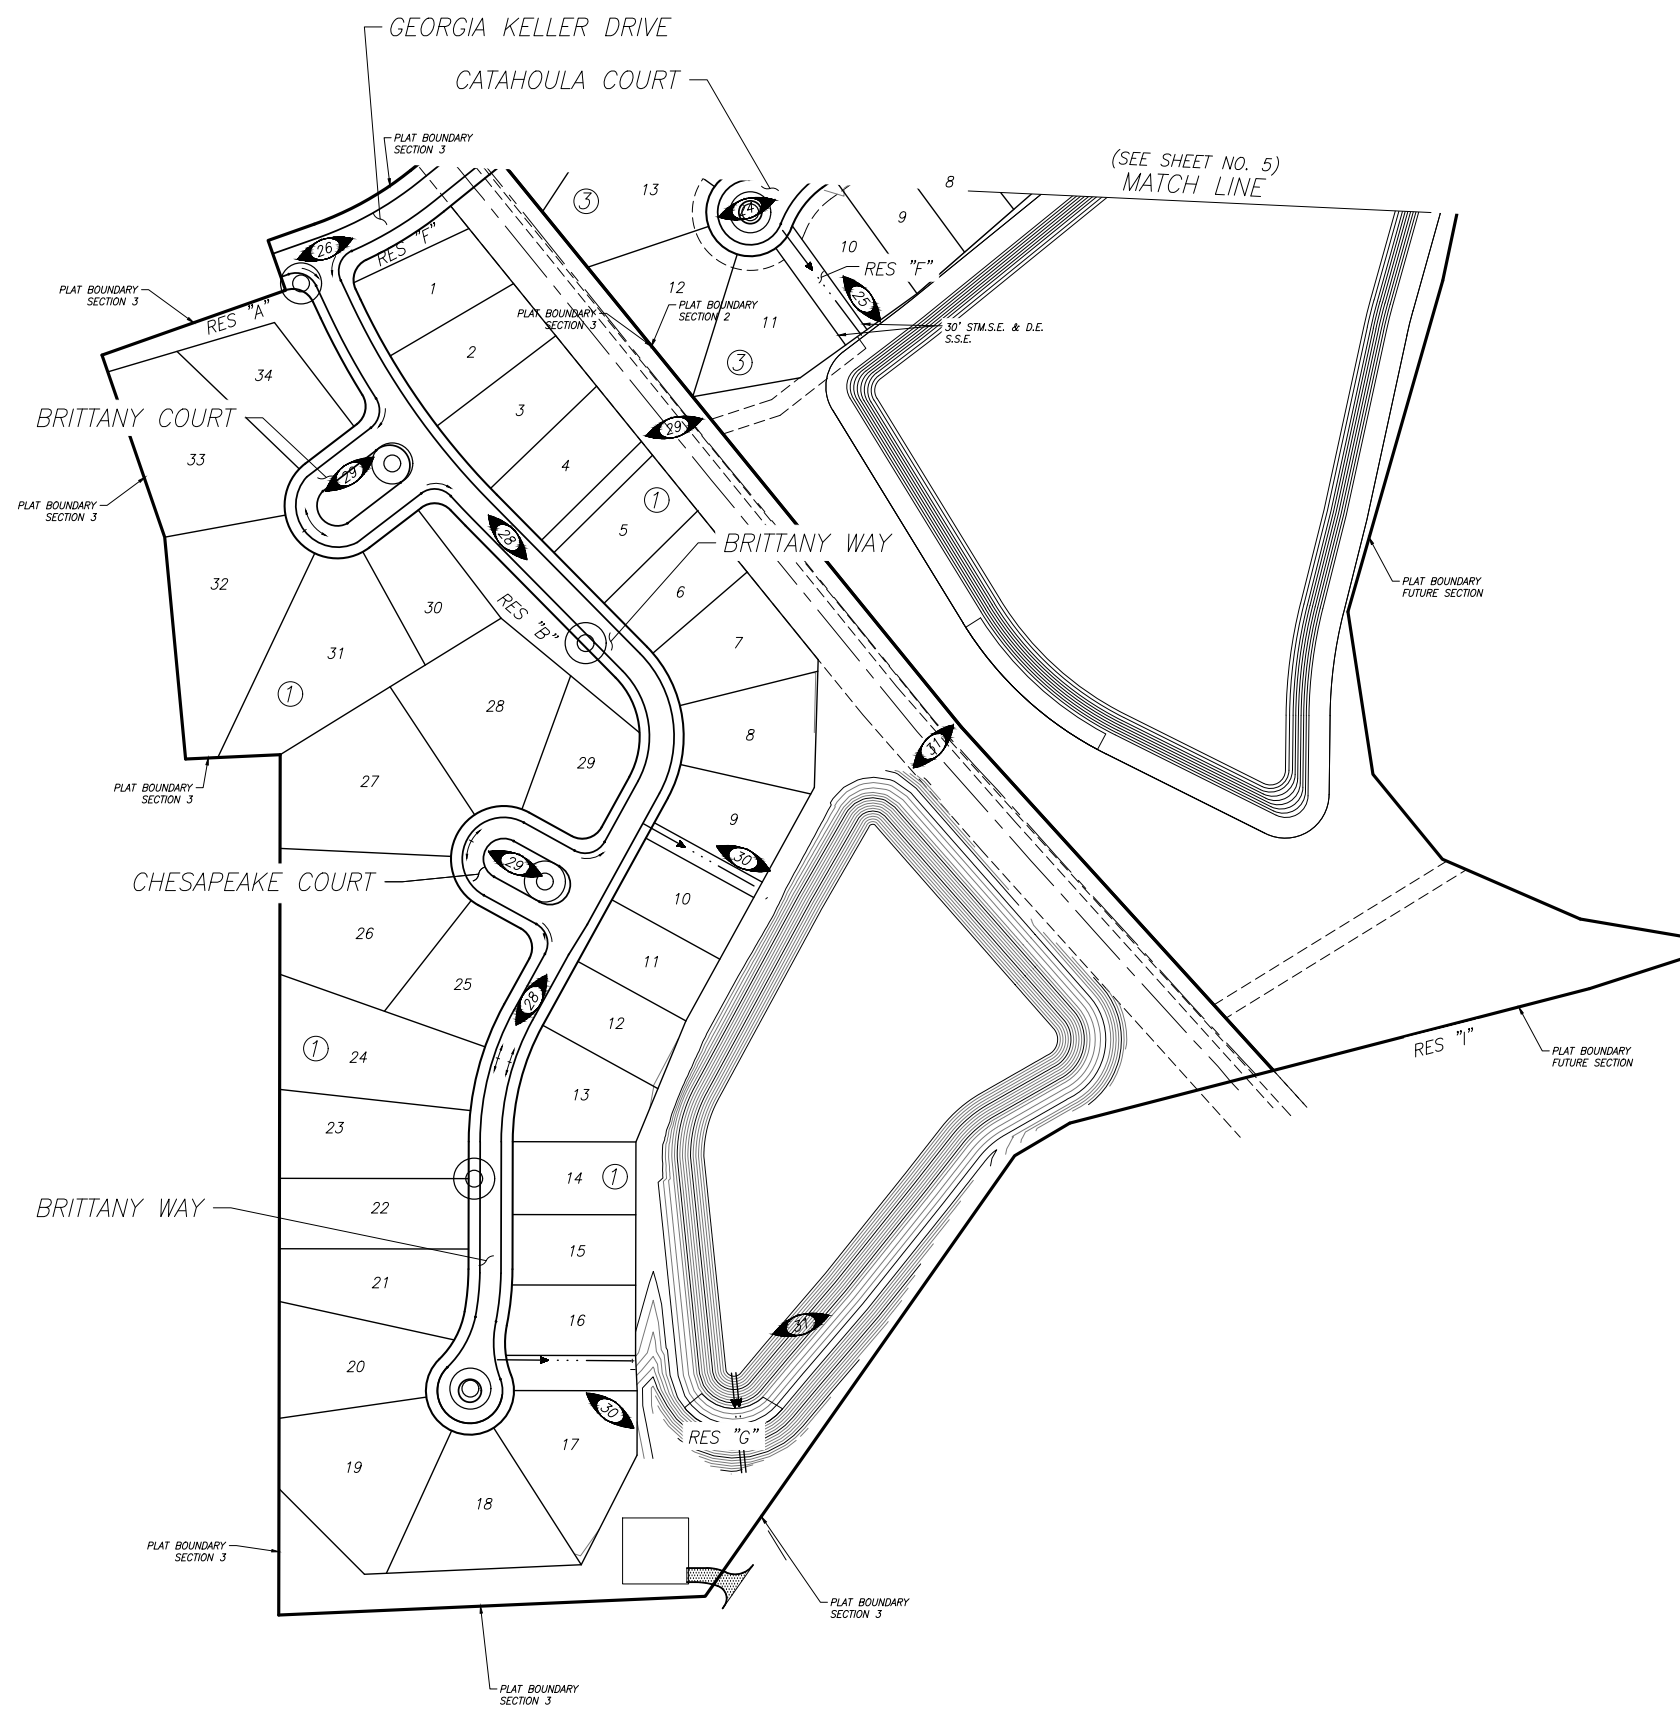 GEORGIA KELLER DRIVE
CATAHOULA COURT
PLAT BOUNDARY
SECTION 3
(SEE SHEET NO. 5)
MATCH LINE
13
3
8
24
9
10
26
RES "F"
RES "F"
PLAT BOUNDARY
SECTION 3
1
12
25
RES "A"
PLAT BOUNDARY
SECTION 3
PLAT BOUNDARY
SECTION 2
11
30' STM.S.E. & D.E.
S.S.E.
2
3
34
BRITTANY COURT
3
29
33
29
4
PLAT BOUNDARY
SECTION 3
1
5
28
BRITTANY WAY
32
6
PLAT BOUNDARY
FUTURE SECTION
30
RES "B"
31
7
1
28
8
31
29
27
PLAT BOUNDARY
SECTION 3
9
30
29
CHESAPEAKE COURT
10
26
11
25
28
12
1
24
RES "I"
PLAT BOUNDARY
FUTURE SECTION
13
23
14
1
22
BRITTANY WAY
15
21
16
31
20
30
RES "G"
17
19
18
PLAT BOUNDARY
SECTION 3
PLAT BOUNDARY
SECTION 3
PLAT BOUNDARY
SECTION 3